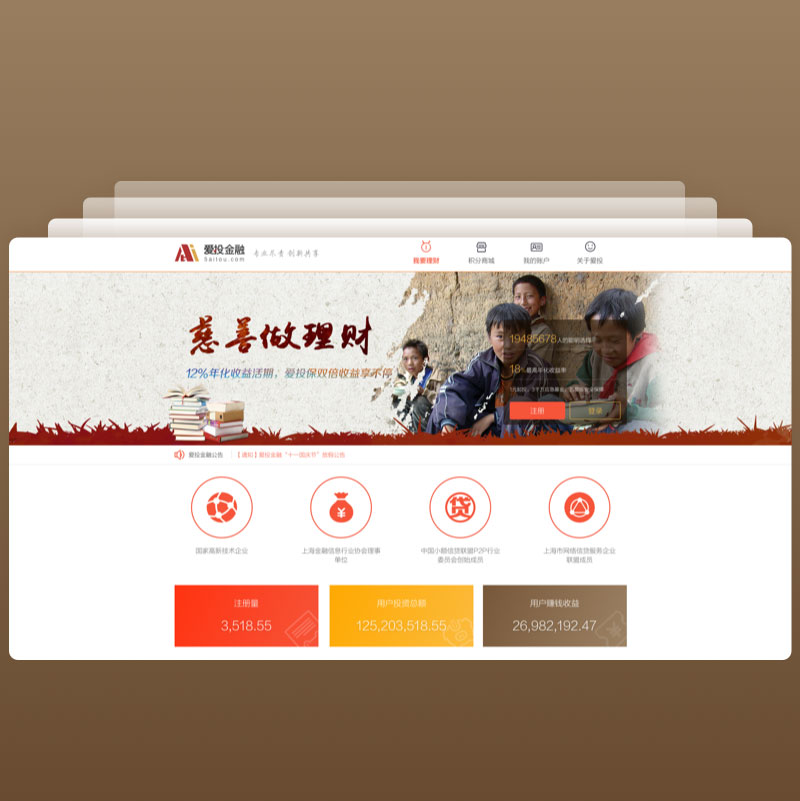 爱投金融
5aitou.com
专业尽责 创新共享
我要理财
积分商城
我的账户
关于爱投
慈善做理财
12%年化收益活期，爱投保双倍收益享不停
19485678人的聪明选择
18%最高年化收益率
注册
登录
爱投金融公告
【通知】爱投金融“十一国庆节”放假公告
国家高新技术企业
上海金融信息行业协会理事
单位
贷
中国小额信贷联盟P2P行业
委员会创始成员
上海市网络信贷服务企业
联盟成员
注册量
3,518.55
用户投资总额
125,203,518.55
用户赚钱收益
26,982,192.47